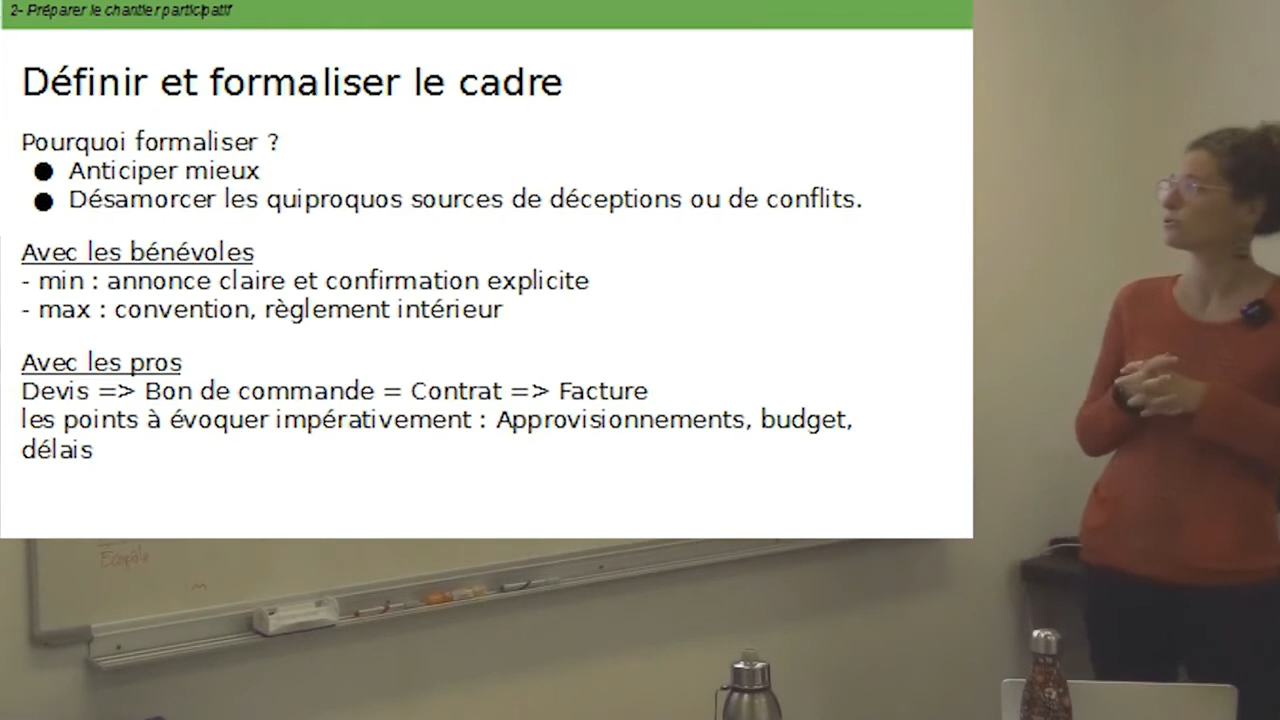 2- Préparer le chantier participatif
Définir et formaliser le cadre
Pourquoi formaliser ?
● Anticiper mieux
● Désamorcer les quiproquos sources de déceptions ou de conflits.
Avec les bénévoles
- min : annonce claire et confirmation explicite
- max : convention, règlement intérieur
Avec les pros
Devis => Bon de commande = Contrat => Facture
les points à évoquer impérativement : Approvisionnements, budget,
délais
Ecopôle